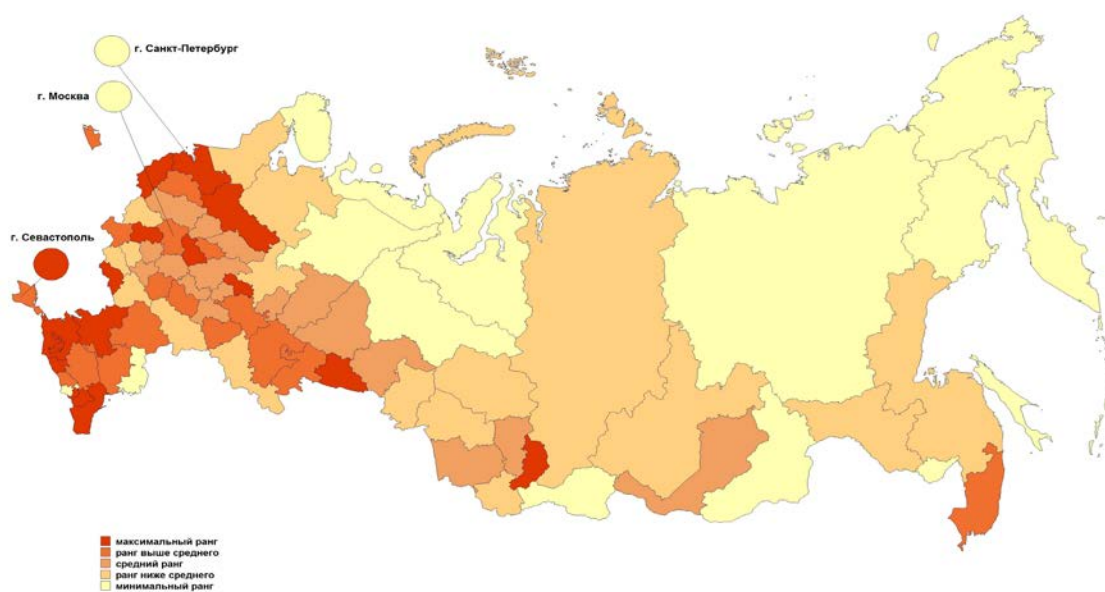 г. Санкт-Петербург
г. Москва
г. Севастополь
максимальный ранг
ранг выше среднего
средний ранг
ранг ниже среднего
минимальный ранг